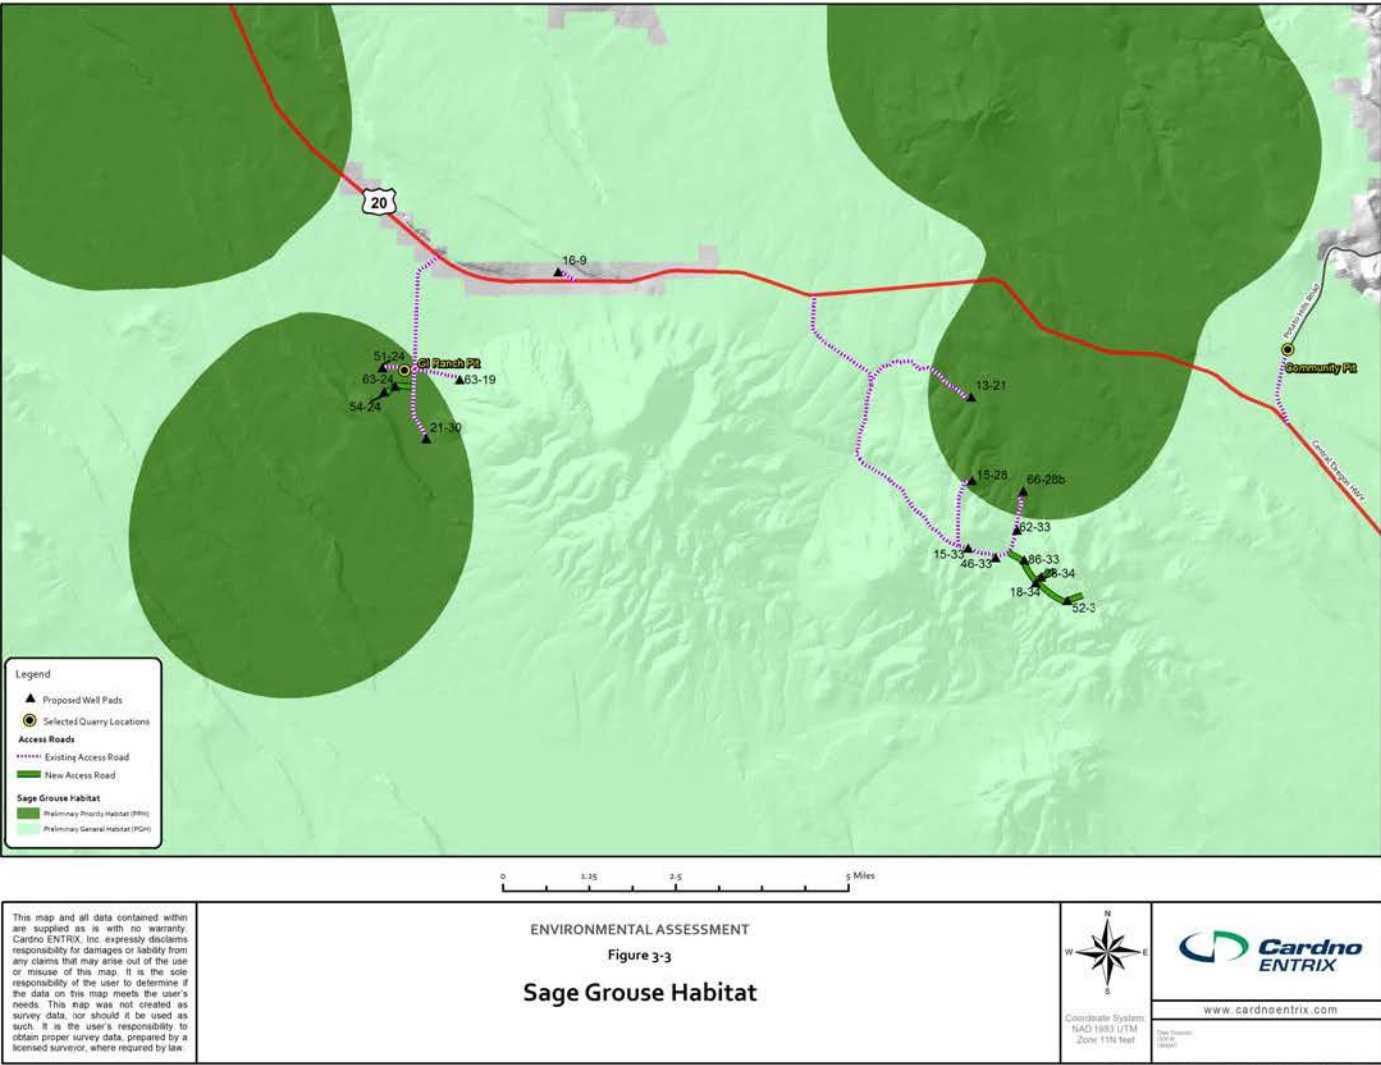 20
16-9
51-24
GI Ranch Pit
63-24
63-19
54-24
21-30
13-21
15-28
66-28b
62-33
15-33
46-33
86-33
18-34
52-3
Potato Hills Road
Community Pit
Central Oregon HWY
Legend
Proposed Well Pads
Selected Quarry Locations
Access Roads
Existing Access Road
New Access Road
Sage Grouse Habitat
Preliminary Priority Habitat (PPH)
Preliminary General Habitat (PGH)
0 1.25 2.5 5 Miles
This map and all data contained within
are supplied as is with no warranty.
Cardno ENTRIX, Inc. expressly disclaims
responsibility for damages or liability from
any claims that may arise out of the use
or misuse of this map. It is the sole
responsibility of the user to determine if
the data on this map meets the user's
needs. This map was not created as
survey data, nor should it be used as
such. It is the user's responsibility to
obtain proper survey data, prepared by a
licensed surveyor, where required by law.
ENVIRONMENTAL ASSESSMENT
Figure 3-3
Sage Grouse Habitat
N
W E
S
Coordinate System:
NAD 1983 UTM
Zone 11N feet
Cardno
ENTRIX
www.cardnoentrix.com